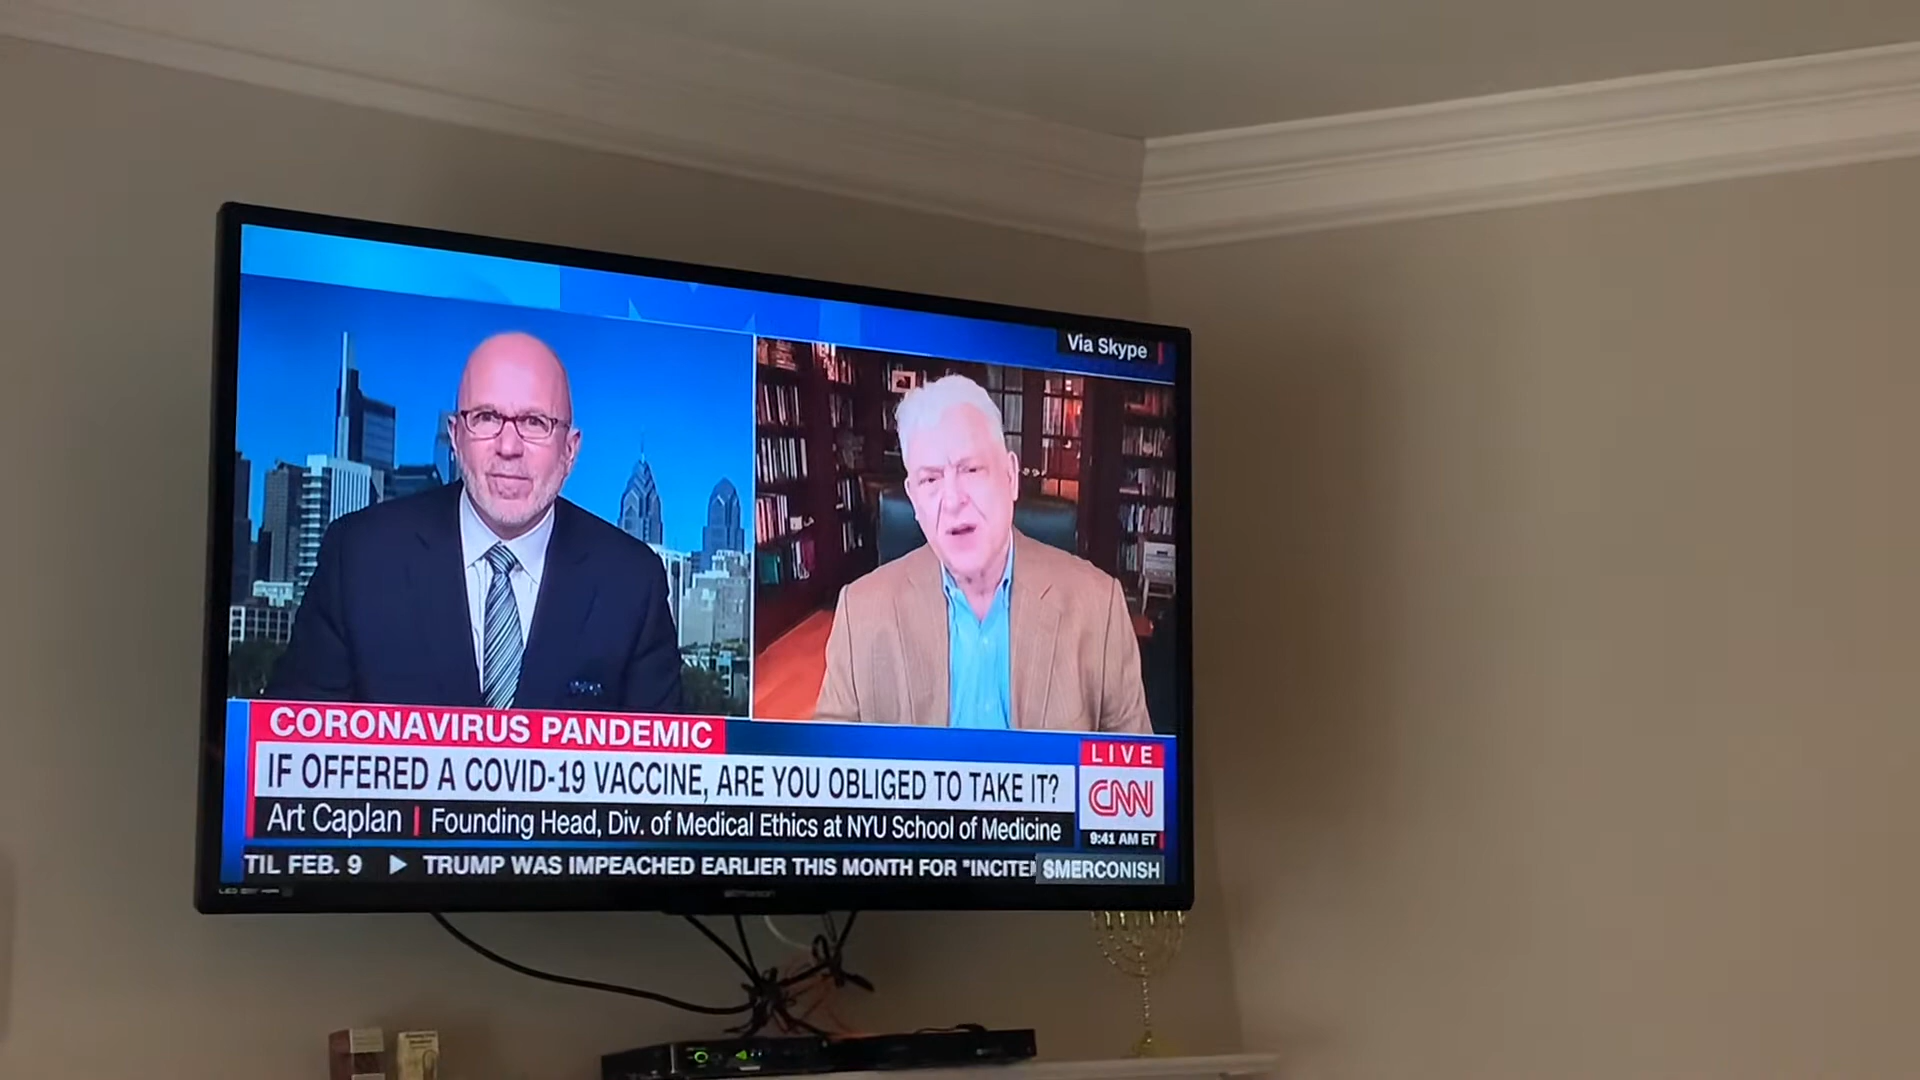 Via Skype
CORONAVIRUS PANDEMIC
IF OFFERED A COVID-19 VACCINE, ARE YOU OBLIGED TO TAKE IT?
Art Caplan | Founding Head, Div. of Medical Ethics at NYU School of Medicine
LIVE
CNN
9:41 AM ET
TIL FEB. 9 ▶ TRUMP WAS IMPEACHED EARLIER THIS MONTH FOR "INCITE
SMERCONISH